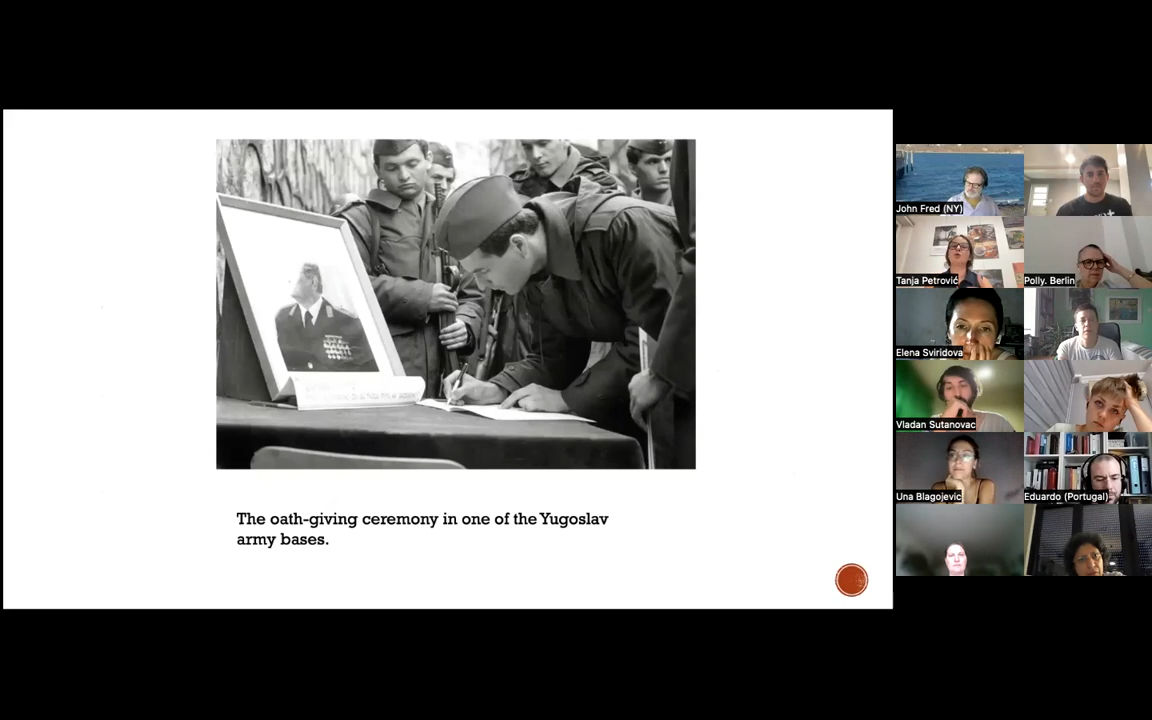 The oath-giving ceremony in one of the Yugoslav
army bases.
John Fred (NY)
Tanja Petrović
Polly. Berlin
Elena Sviridova
Vladan Sutanovac
Una Blagojevic
Eduardo (Portugal)